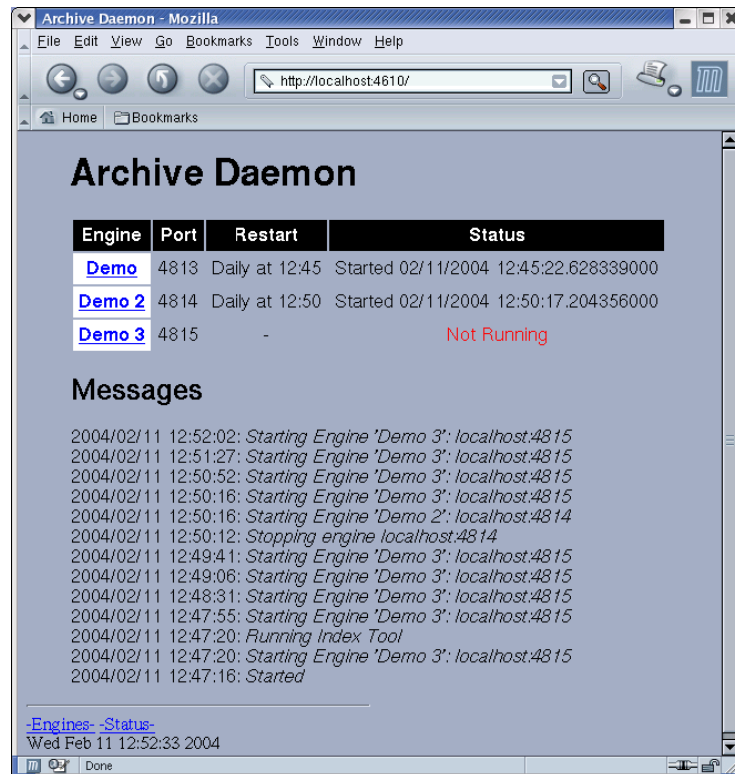 Archive Daemon - Mozilla
File Edit View Go Bookmarks Tools Window Help
http://localhost:4610/
Home Bookmarks
Archive Daemon
Engine Port Restart Status
Demo 4813 Daily at 12:45 Started 02/11/2004 12:45:22.628339000
Demo 2 4814 Daily at 12:50 Started 02/11/2004 12:50:17.204356000
Demo 3 4815 - Not Running
Messages
2004/02/11 12:52:02: Starting Engine 'Demo 3': localhost:4815
2004/02/11 12:51:27: Starting Engine 'Demo 3': localhost:4815
2004/02/11 12:50:52: Starting Engine 'Demo 3': localhost:4815
2004/02/11 12:50:16: Starting Engine 'Demo 3': localhost:4815
2004/02/11 12:50:16: Starting Engine 'Demo 2': localhost:4814
2004/02/11 12:50:12: Stopping engine localhost:4814
2004/02/11 12:49:41: Starting Engine 'Demo 3': localhost:4815
2004/02/11 12:49:06: Starting Engine 'Demo 3': localhost:4815
2004/02/11 12:48:31: Starting Engine 'Demo 3': localhost:4815
2004/02/11 12:47:55: Starting Engine 'Demo 3': localhost:4815
2004/02/11 12:47:20: Running Index Tool
2004/02/11 12:47:20: Starting Engine 'Demo 3': localhost:4815
2004/02/11 12:47:16: Started
-Engines- -Status-
Wed Feb 11 12:52:33 2004
Done